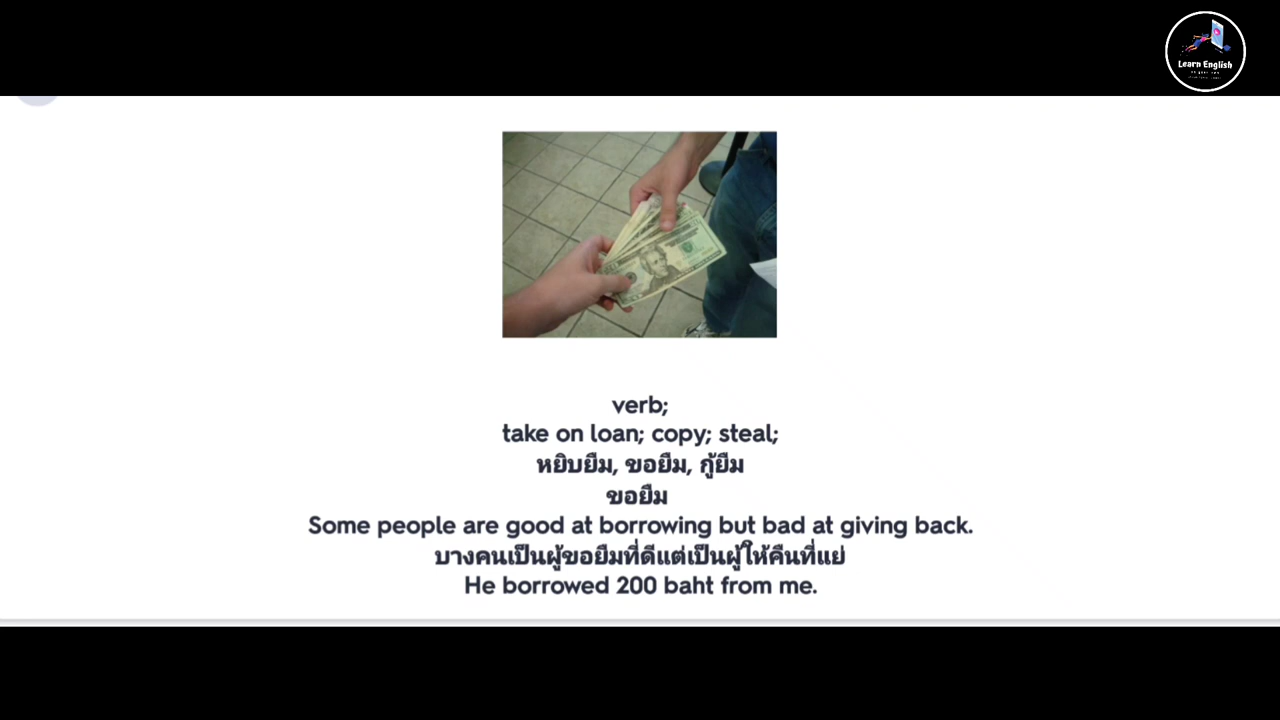 Learn English
verb;
take on loan; copy; steal;
หยิบยืม, ขอยืม, กู้ยืม
ขอยืม
Some people are good at borrowing but bad at giving back.
บางคนเป็นผู้ขอยืมที่ดีแต่เป็นผู้ให้คืนที่แย่
He borrowed 200 baht from me.